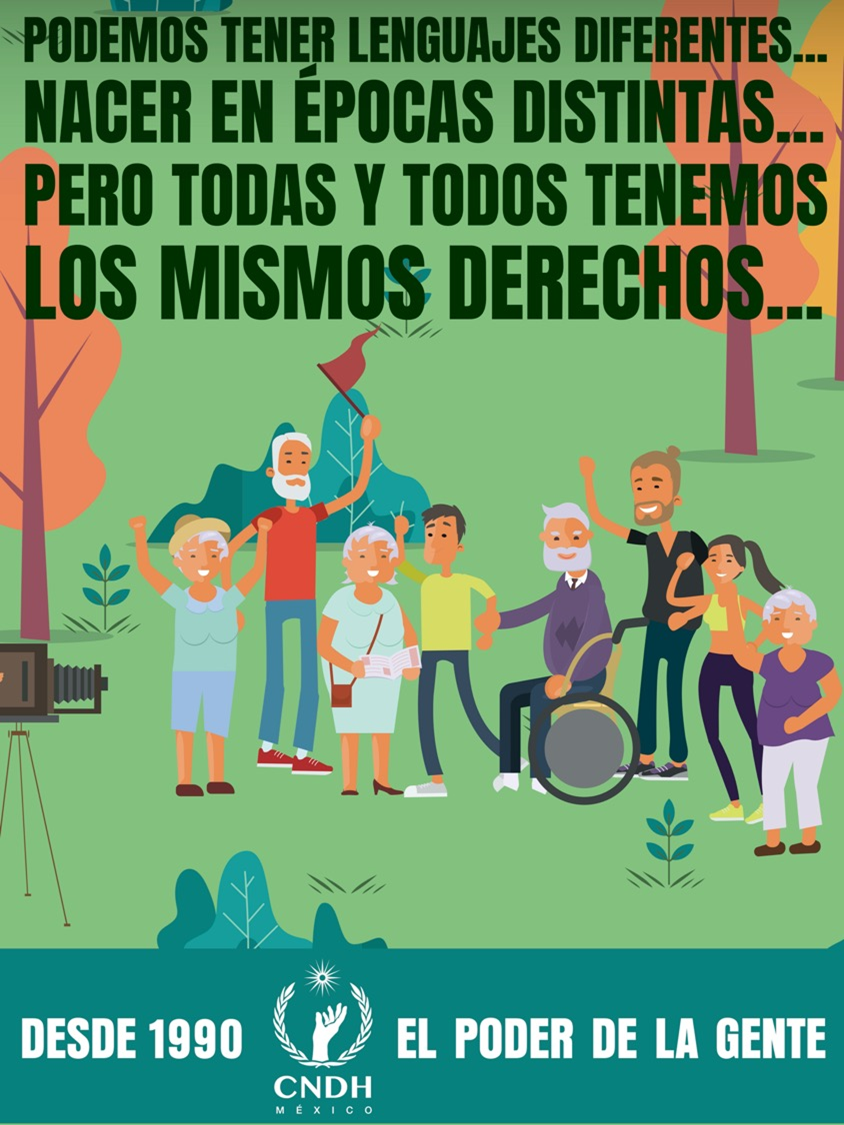 PODEMOS TENER LENGUAJES DIFERENTES...
NACER EN ÉPOCAS DISTINTAS...
PERO TODAS Y TODOS TENEMOS
LOS MISMOS DERECHOS...
DESDE 1990
CNDH
MÉXICO
EL PODER DE LA GENTE